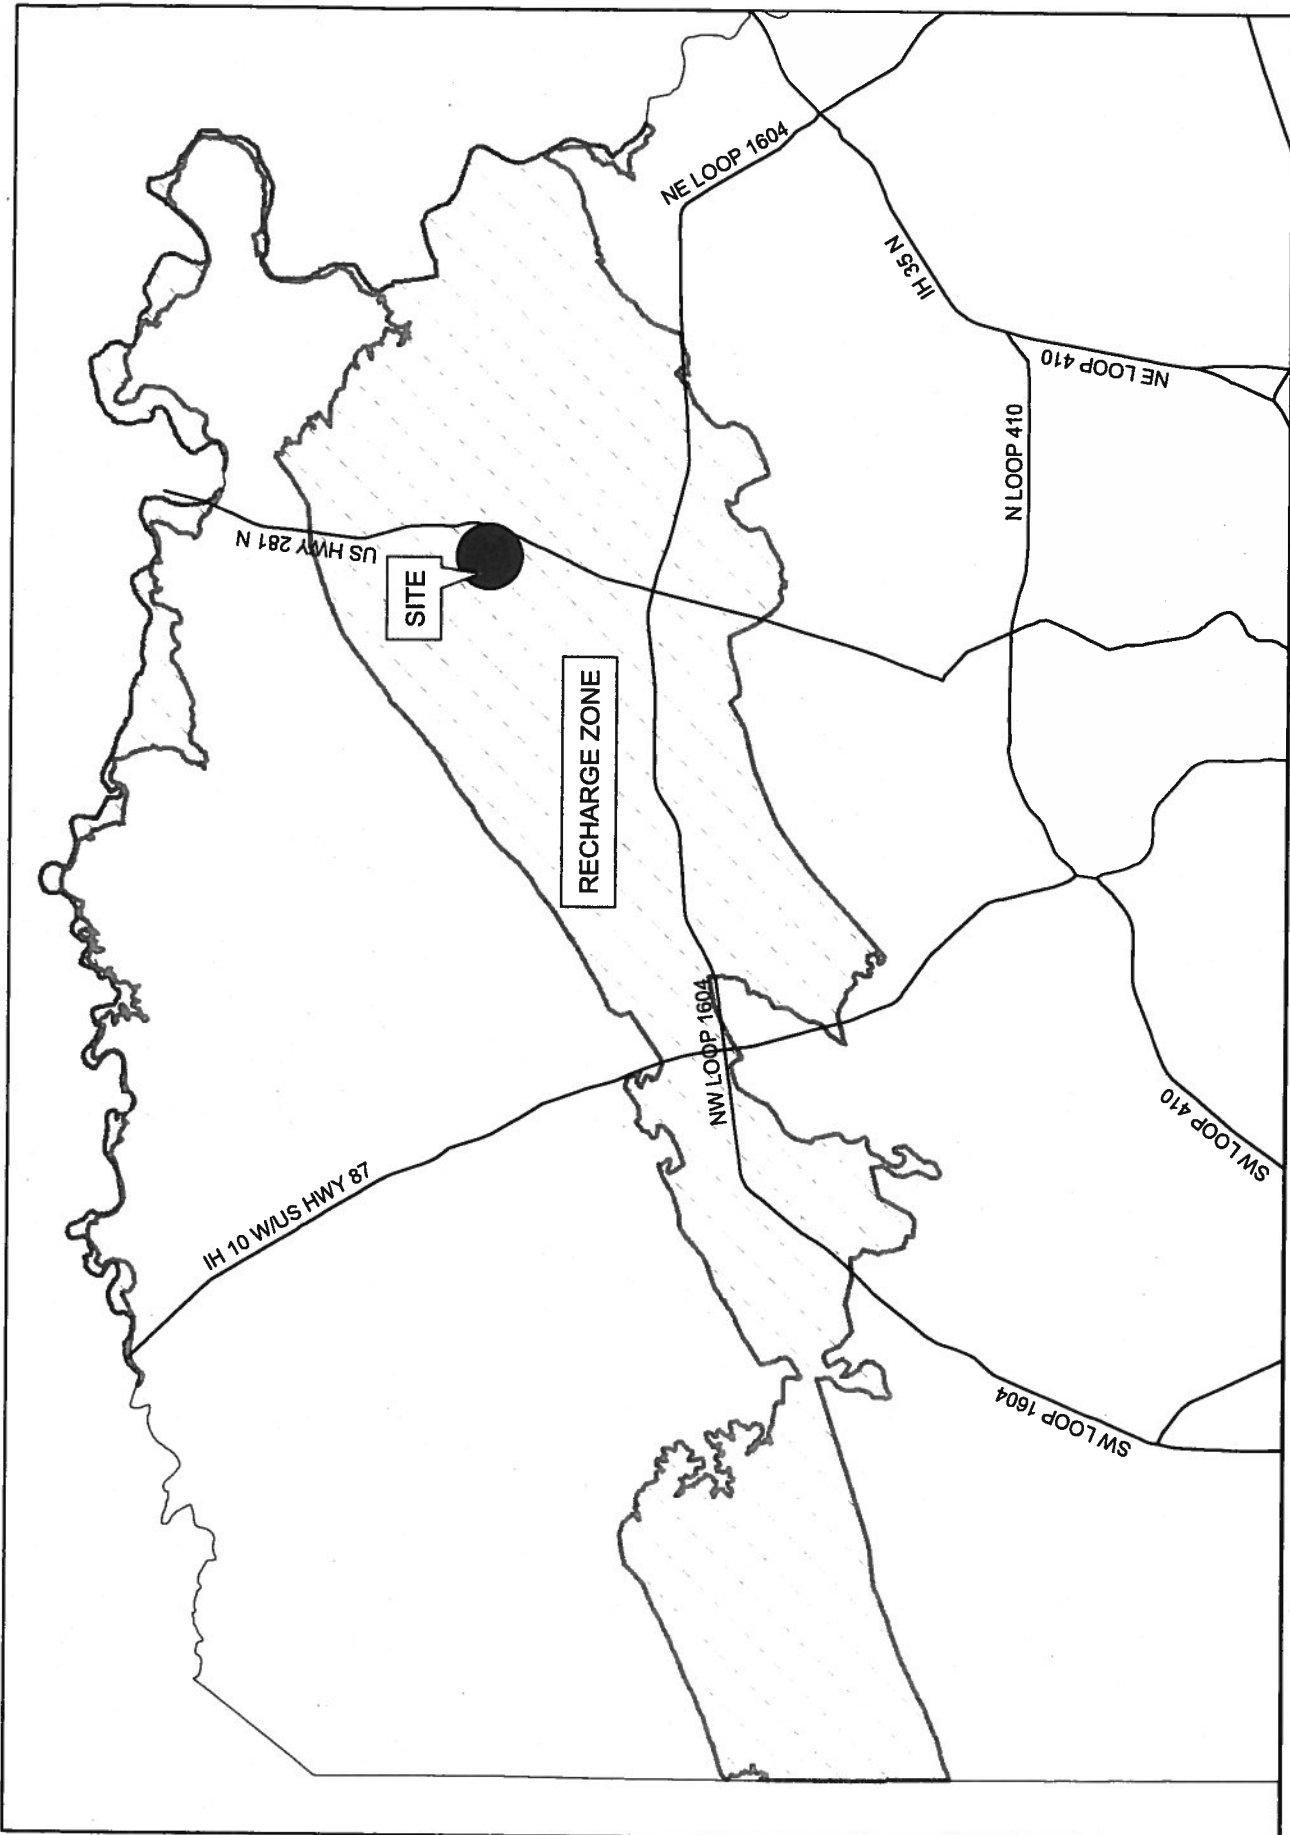 US HWY 281 N
SITE
RECHARGE ZONE
IH 10 W/US HWY 87
NW LOOP 1604
NE LOOP 1604
IH 35 N
NE LOOP 410
N LOOP 410
SW LOOP 410
SW LOOP 1604